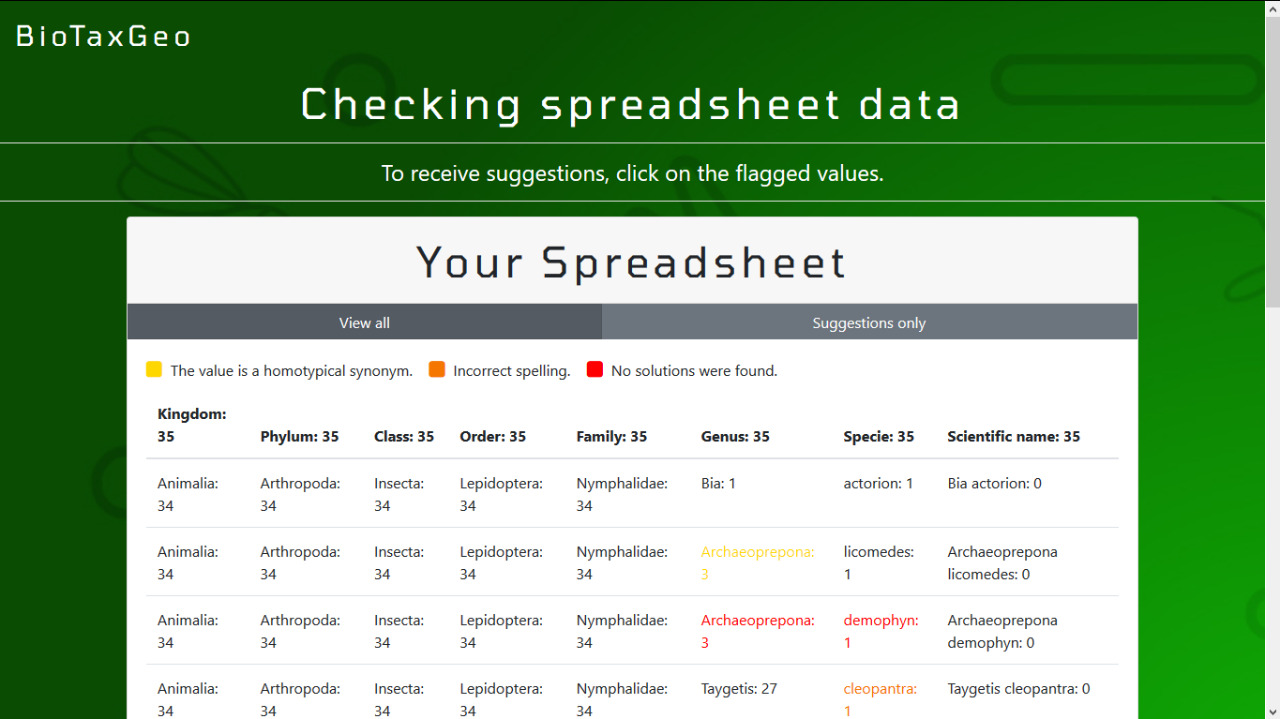 BioTaxGeo
Checking spreadsheet data
To receive suggestions, click on the flagged values.
Your Spreadsheet
View all Suggestions only
The value is a homotypical synonym. Incorrect spelling. No solutions were found.
Kingdom:
35 Phylum: 35 Class: 35 Order: 35 Family: 35 Genus: 35 Specie: 35 Scientific name: 35
Animalia: Arthropoda: Insecta: Lepidoptera: Nymphalidae: Bia: 1 actorion: 1 Bia actorion: 0
34 34 34 34 34
Animalia: Arthropoda: Insecta: Lepidoptera: Nymphalidae: Archaeoprepona: licomedes: Archaeoprepona
34 34 34 34 34 3 1 licomedes: 0
Animalia: Arthropoda: Insecta: Lepidoptera: Nymphalidae: Archaeoprepona: demophyn: Archaeoprepona
34 34 34 34 34 3 1 demophyn: 0
Animalia: Arthropoda: Insecta: Lepidoptera: Nymphalidae: Taygetis: 27 cleopantra: Taygetis cleopantra: 0
34 34 34 34 34 1